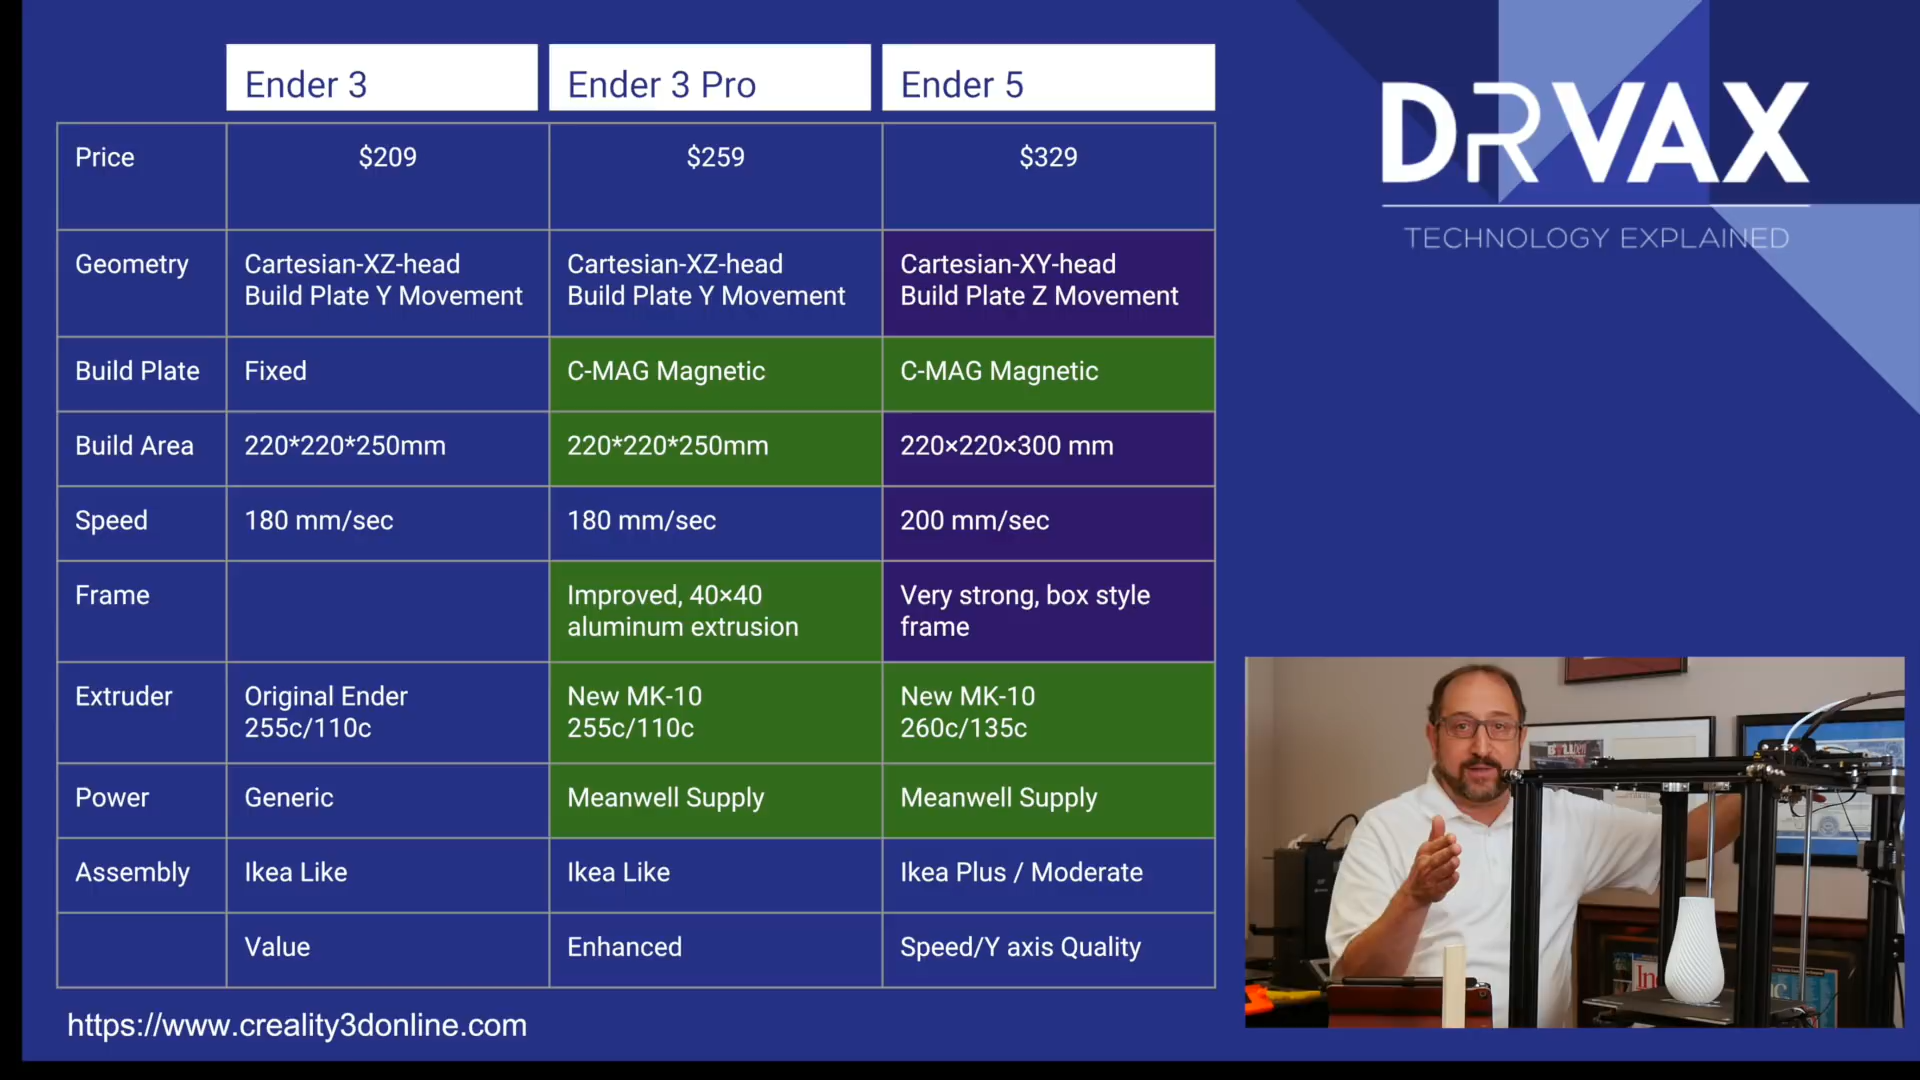 Ender 3
Ender 3 Pro
Ender 5
Price
$209
$259
$329
Geometry
Cartesian-XZ-head
Build Plate Y Movement
Cartesian-XZ-head
Build Plate Y Movement
Cartesian-XY-head
Build Plate Z Movement
Build Plate
Fixed
C-MAG Magnetic
C-MAG Magnetic
Build Area
220*220*250mm
220*220*250mm
220×220×300 mm
Speed
180 mm/sec
180 mm/sec
200 mm/sec
Frame
Improved, 40×40
aluminum extrusion
Very strong, box style
frame
Extruder
Original Ender
255c/110c
New MK-10
255c/110c
New MK-10
260c/135c
Power
Generic
Meanwell Supply
Meanwell Supply
Assembly
Ikea Like
Ikea Like
Ikea Plus / Moderate
Value
Enhanced
Speed/Y axis Quality
https://www.creality3donline.com
DRVAX
TECHNOLOGY EXPLAINED